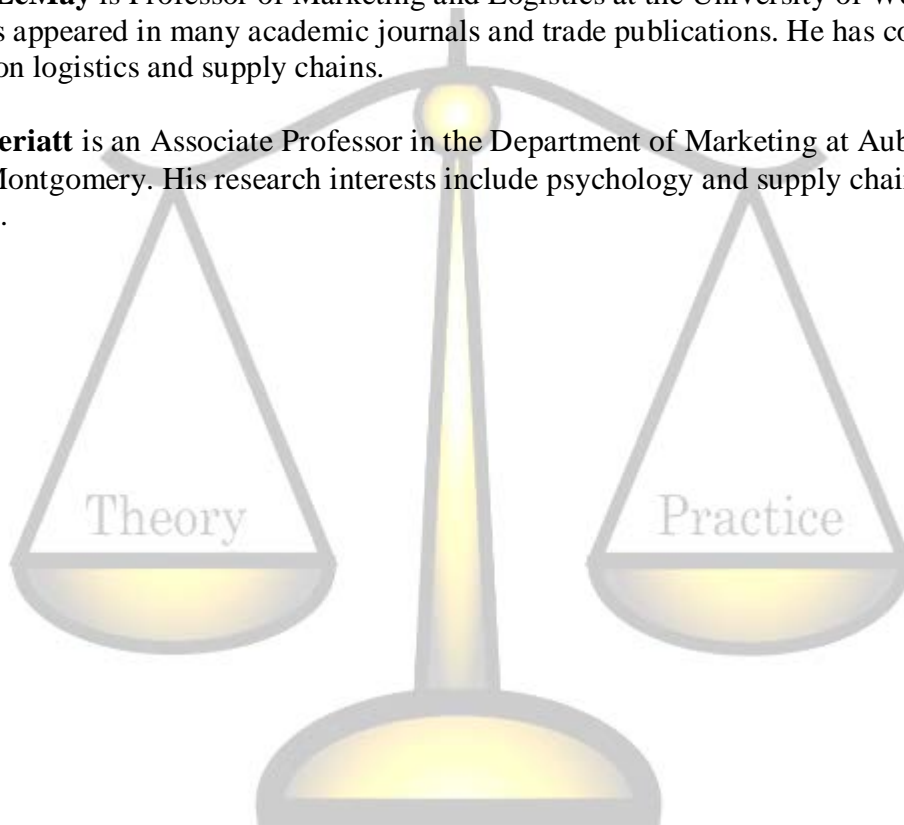 LeMay is Professor of Marketing and Logistics at the University of
s appeared in many academic journals and trade publications. He has co
on logistics and supply chains.
eriatt is an Associate Professor in the Department of Marketing at Aub
Montgomery. His research interests include psychology and supply chain
.
Theory
Practice